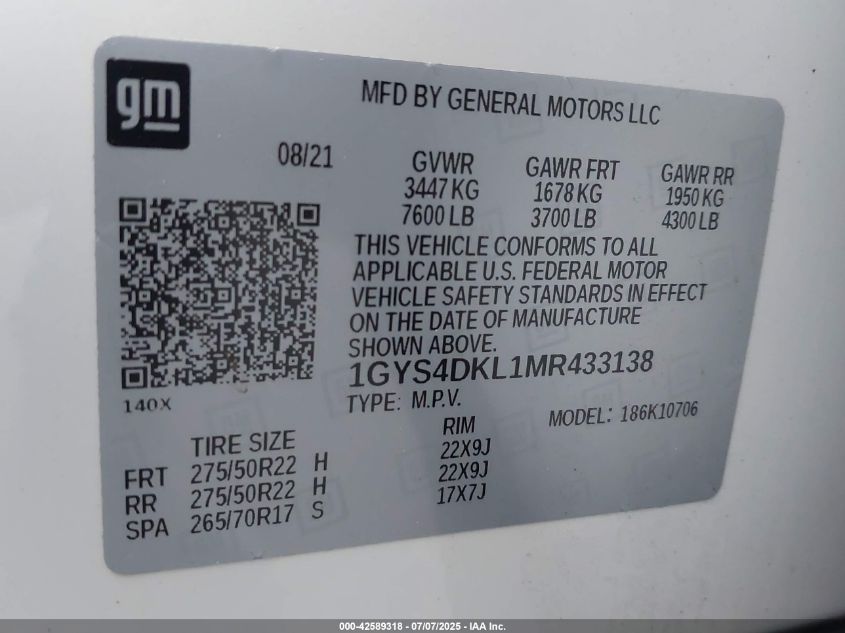 gm
MFD BY GENERAL MOTORS LLC
08/21
GVWR GAWR FRT GAWR RR
3447 KG 1678 KG 1950 KG
7600 LB 3700 LB 4300 LB
THIS VEHICLE CONFORMS TO ALL
APPLICABLE U.S. FEDERAL MOTOR
VEHICLE SAFETY STANDARDS IN EFFECT
ON THE DATE OF MANUFACTURE
SHOWN ABOVE.
1GYS4DKL1MR433138
140X
TYPE: M.P.V. MODEL: 186K10706
TIRE SIZE RIM
FRT 275/50R22 H 22X9J
RR 275/50R22 H 22X9J
SPA 265/70R17 S 17X7J
000-42589318 - 07/07/2025 - IAA Inc.